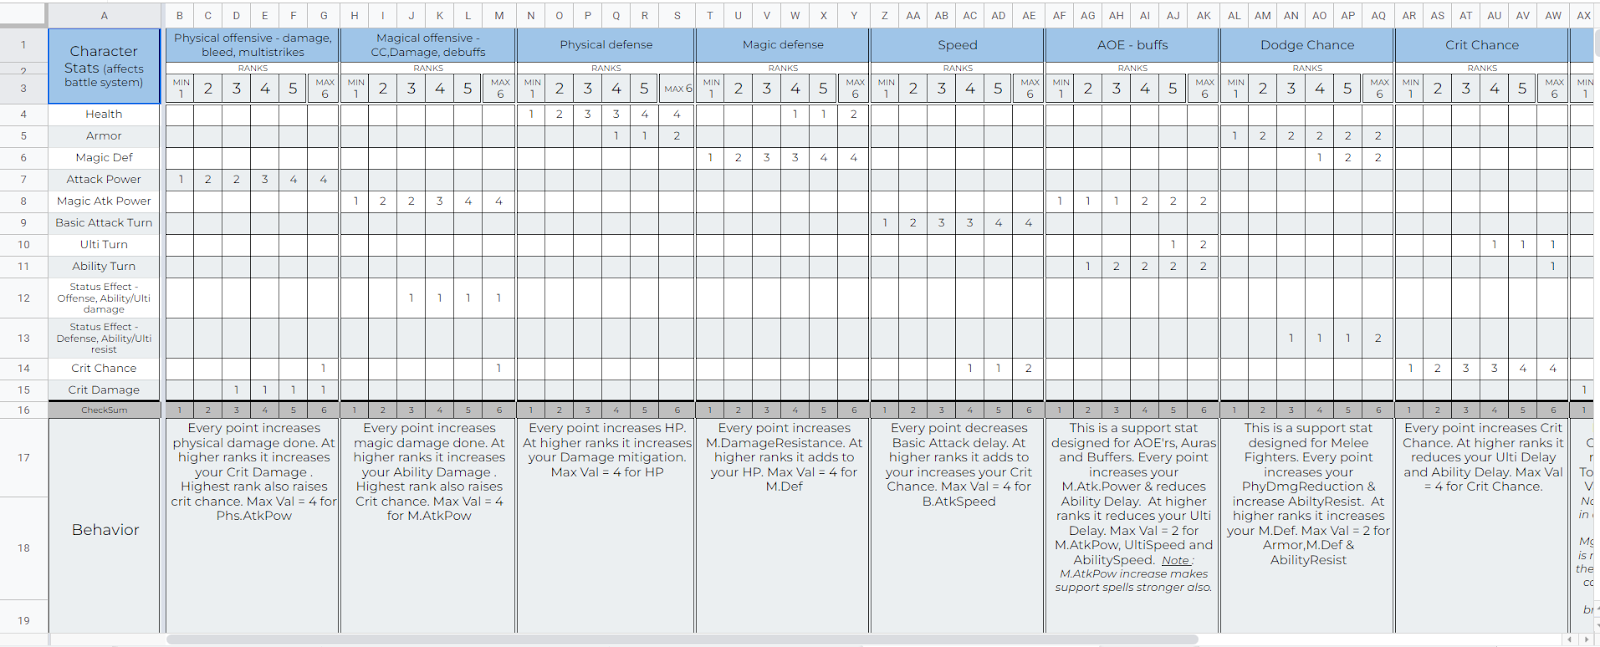 A B C D E F G H I J K L M N O P Q R S T U V W X Y Z AA AB AC AD AE AF AG AH AI AJ AK AL AM AN AO AP AQ AR AS AT AU AV AW AX
1 Character Stats (affects battle system) Physical offensive - damage, bleed, multistrikes Magical offensive - CC,Damage, debuffs Physical defense Magic defense Speed AOE - buffs Dodge Chance Crit Chance
2 RANKS RANKS RANKS RANKS RANKS RANKS RANKS RANKS
3 MIN 1 2 3 4 5 MAX 6 MIN 1 2 3 4 5 MAX 6 MIN 1 2 3 4 5 MAX 6 MIN 1 2 3 4 5 MAX 6 MIN 1 2 3 4 5 MAX 6 MIN 1 2 3 4 5 MAX 6 MIN 1 2 3 4 5 MAX 6 MIN 1 2 3 4 5 MAX 6 MIN 1
4 Health 1 2 3 3 4 4 1 1 2
5 Armor 1 1 2 1 2 2 2 2 2
6 Magic Def 1 2 3 3 4 4 1 2 2
7 Attack Power 1 2 2 3 4 4
8 Magic Atk Power 1 2 2 3 4 4 1 1 1 2 2 2
9 Basic Attack Turn 1 2 3 3 4 4
10 Ulti Turn 1 2 1 1 1
11 Ability Turn 1 2 2 2 2 1
12 Status Effect - Offense, Ability/Ulti damage 1 1 1 1
13 Status Effect - Defense, Ability/Ulti resist 1 1 1 2
14 Crit Chance 1 1 1 1 2 1 2 3 3 4 4
15 Crit Damage 1 1 1 1 1
16 CheckSum 1 2 3 4 5 6 1 2 3 4 5 6 1 2 3 4 5 6 1 2 3 4 5 6 1 2 3 4 5 6 1 2 3 4 5 6 1 2 3 4 5 6 1 2 3 4 5 6 1
17
18
19
Behavior
Every point increases
physical damage done. At
higher ranks it increases
your Crit Damage .
Highest rank also raises
crit chance. Max Val = 4 for
Phs.AtkPow
Every point increases
magic damage done. At
higher ranks it increases
your Ability Damage .
Highest rank also raises
Crit chance. Max Val = 4
for M.AtkPow
Every point increases HP.
At higher ranks it increases
your Damage mitigation.
Max Val = 4 for HP
Every point increases
M.DamageResistance. At
higher ranks it adds to
your HP. Max Val = 4 for
M.Def
Every point decreases
Basic Attack delay. At
higher ranks it adds to
your increases your Crit
Chance. Max Val = 4 for
B.AtkSpeed
This is a support stat
designed for AOE'rs, Auras
and Buffers. Every point
increases your
M.Atk.Power & reduces
Ability Delay. At higher
ranks it reduces your Ulti
Delay. Max Val = 2 for
M.AtkPow, UltiSpeed and
AbilitySpeed. Note :
M.AtkPow increase makes
support spells stronger also.
This is a support stat
designed for Melee
Fighters. Every point
increases your
PhyDmgReduction &
increase AbiltyResist. At
higher ranks it increases
your M.Def. Max Val = 2 for
Armor,M.Def &
AbilityResist
Every point increases Crit
Chance. At higher ranks it
reduces your Ulti Delay
and Ability Delay. Max Val
= 4 for Crit Chance.